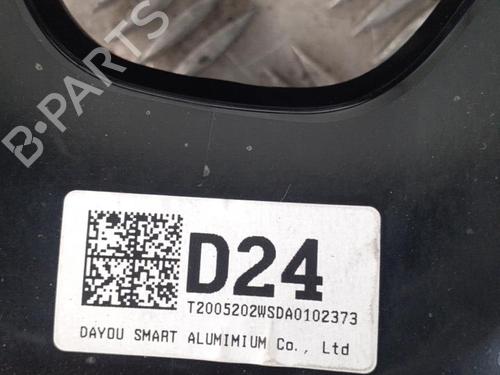 B-PARTS
D24
T2005202WSDA0102373
DAYOU SMART ALUMIMIUM Co., Ltd